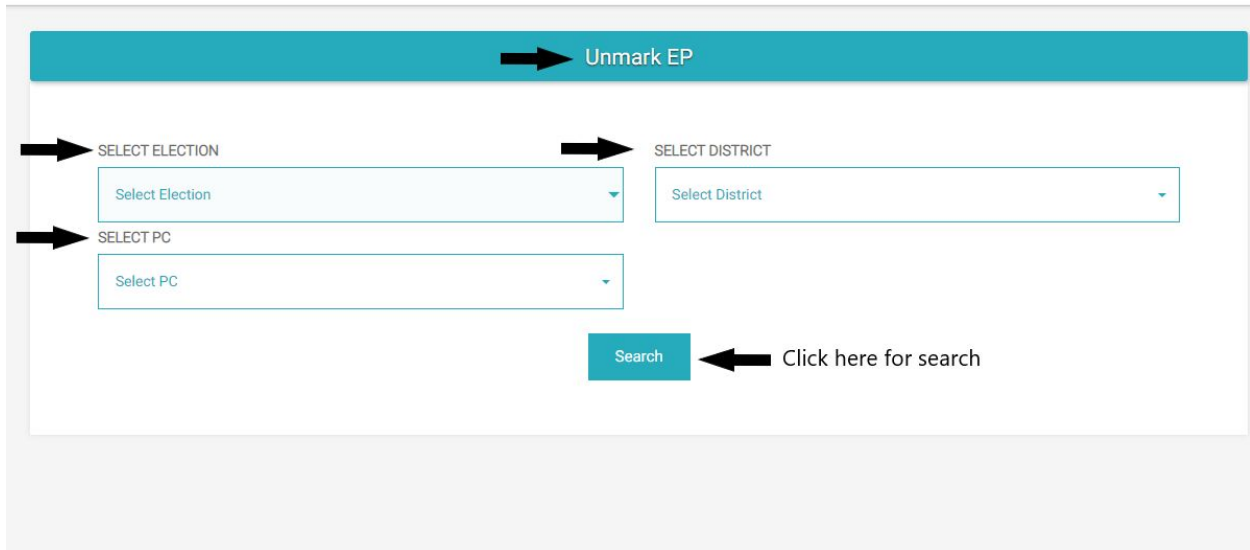 Unmark EP
SELECT ELECTION
SELECT DISTRICT
Select Election
Select District
SELECT PC
Select PC
Search
Click here for search